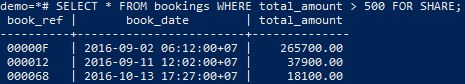 demo=*# SELECT * FROM bookings WHERE total_amount > 500 FOR SHARE;
 book_ref |       book_date        | total_amount
----------+------------------------+--------------
 00000F   | 2016-09-02 06:12:00+07 |    265700.00
 000012   | 2016-09-11 12:02:00+07 |     37900.00
 000068   | 2016-10-13 17:27:00+07 |     18100.00